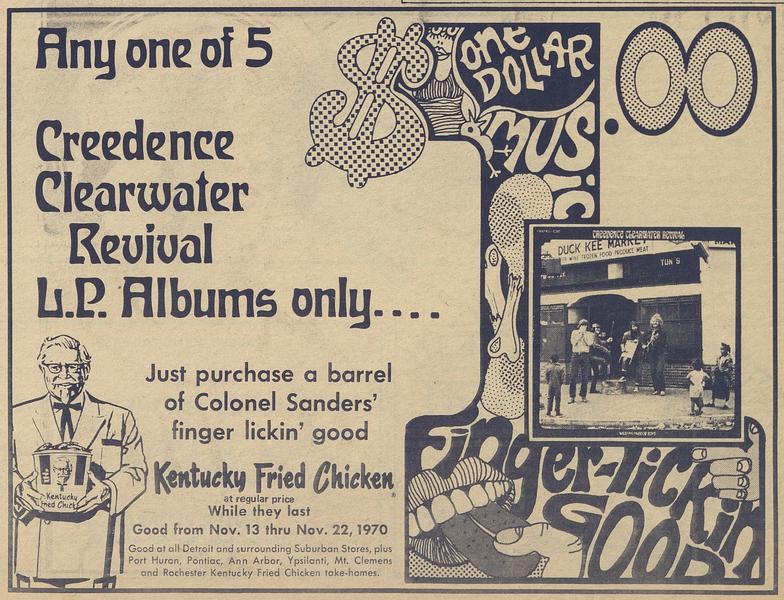 Any one of 5
Creedence
Clearwater
Revival
L.P. Albums only....
$1.00
one
DOLLAR
MUSic
CREEDENCE CLEARWATER REVIVAL
DUCK KEE MARKET
WINE FROZEN FOOD PRODUCE MEAT
Just purchase a barrel
of Colonel Sanders'
finger lickin' good
Kentucky Fried Chicken®
at regular price
While they last
Good from Nov. 13 thru Nov. 22, 1970
Good at all Detroit and surrounding Suburban Stores, plus
Port Huron, Pontiac, Ann Arbor, Ypsilanti, Mt. Clemens
and Rochester Kentucky Fried Chicken take-homes.
Kentucky
Fried Chick
Finger-lickin
GOOD